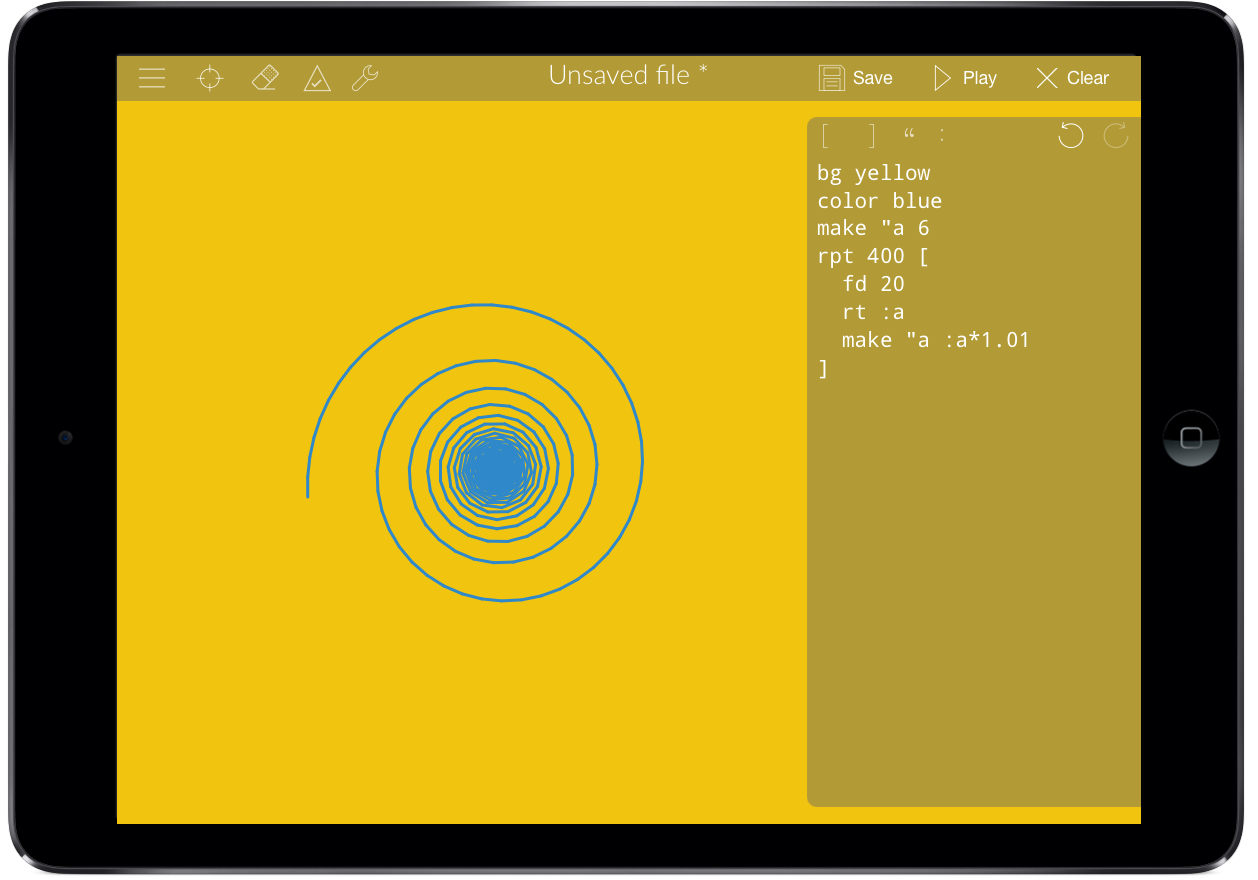 Unsaved file *
Save
Play
Clear
[ ] “ :
bg yellow
color blue
make "a 6
rpt 400 [
  fd 20
  rt :a
  make "a :a*1.01
]